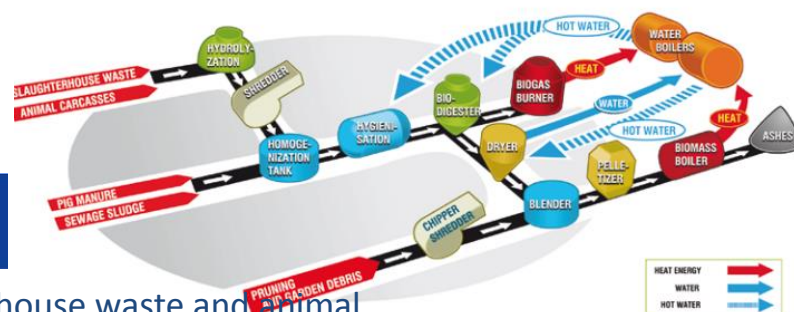 SLAUGHTERHOUSE WASTE
ANIMAL CARCASSES
HYDROLY-
ZATION
SHREDDER
HOMOGE-
NIZATION
TANK
PIG MANURE
SEWAGE SLUDGE
HYGIENI-
SATION
BIO-
DIGESTER
BIOGAS
BURNER
HEAT
HOT WATER
WATER
BOILERS
WATER
HOT WATER
DRYER
BLENDER
PELLE-
TIZER
BIOMASS
BOILER
HEAT
ASHES
CHIPPER
SHREDDER
PRUNING
AND GARDEN DEBRIS
house waste and animal
HEAT ENERGY
WATER
HOT WATER